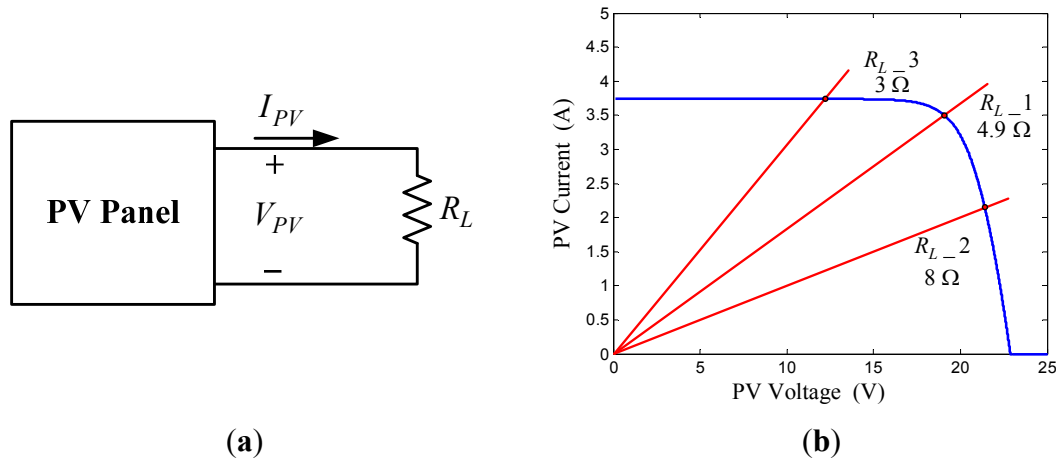 PV Panel
I_PV
+
V_PV
−
R_L
(a)
PV Current (A)
5
4.5
4
3.5
3
2.5
2
1.5
1
0.5
0
0
5
10
15
20
25
PV Voltage (V)
R_L_3
3 Ω
R_L_1
4.9 Ω
R_L_2
8 Ω
(b)